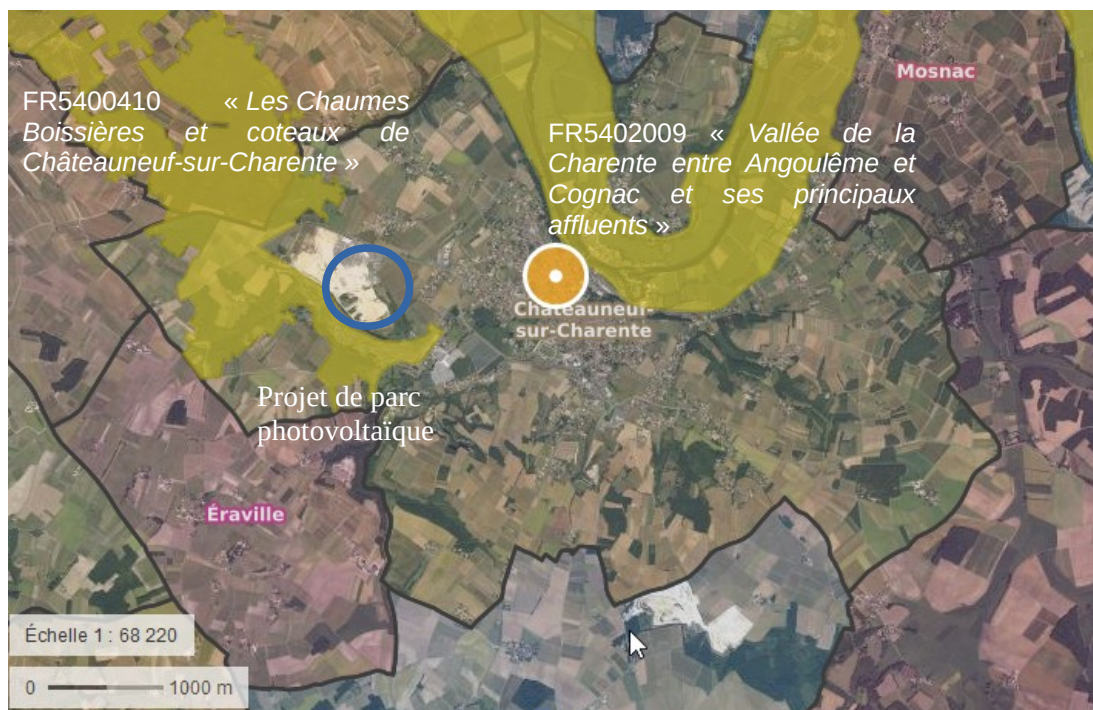 Mosnac
FR5400410 « Les Chaumes
Boissières et coteaux de
Châteauneuf-sur-Charente »
FR5402009 « Vallée de la
Charente entre Angoulême et
Cognac et ses principaux
affluents »
Châteauneuf-
sur-Charente
Projet de parc
photovoltaïque
Éraville
Échelle 1 : 68 220
0 1000 m